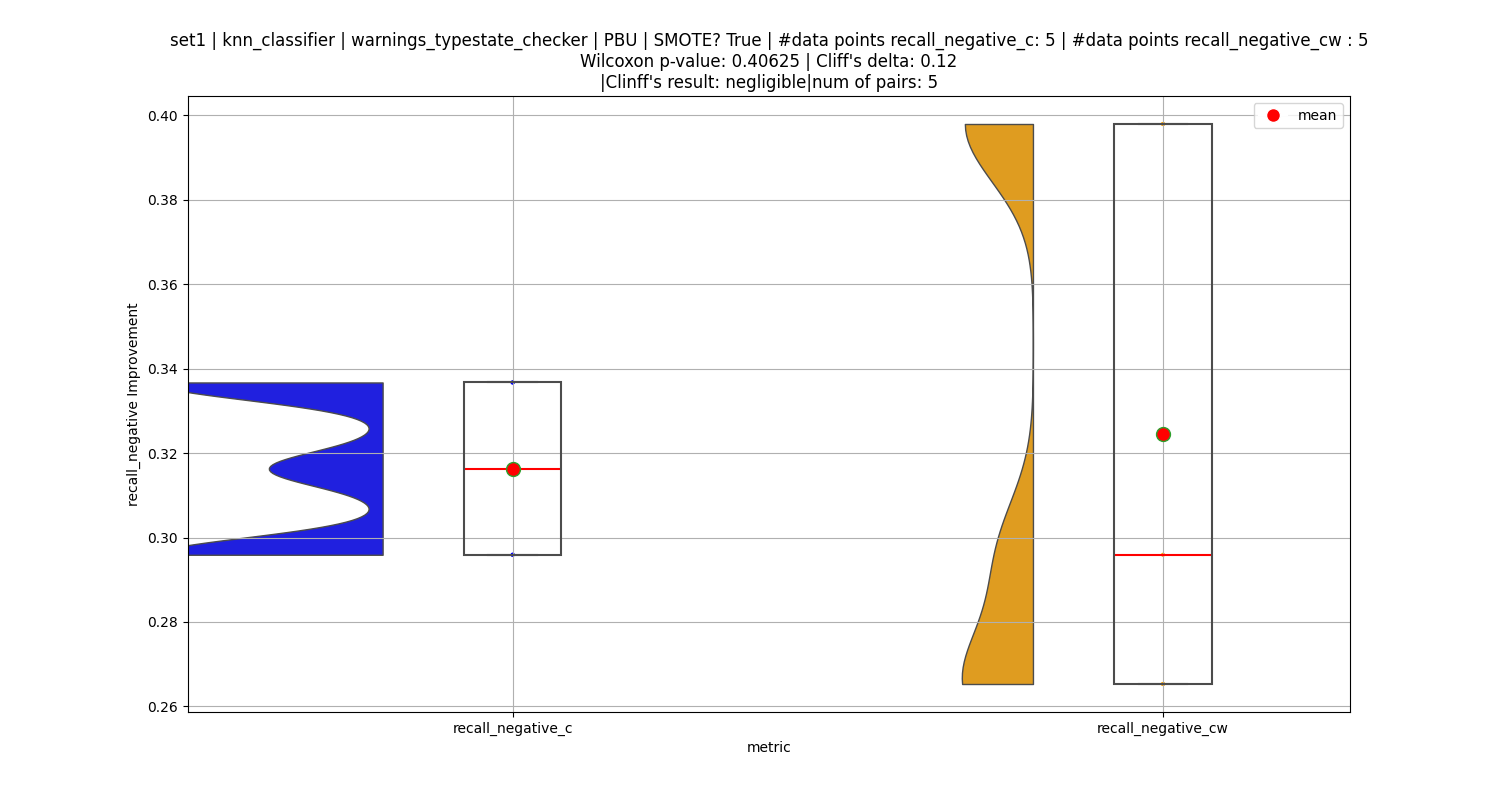 set1 | knn_classifier | warnings_typestate_checker | PBU | SMOTE? True | #data points recall_negative_c: 5 | #data points recall_negative_cw : 5
Wilcoxon p-value: 0.40625 | Cliff's delta: 0.12
|Clinff's result: negligible|num of pairs: 5
mean
0.40
0.38
0.36
0.34
0.32
0.30
0.28
0.26
recall_negative Improvement
recall_negative_c
recall_negative_cw
metric